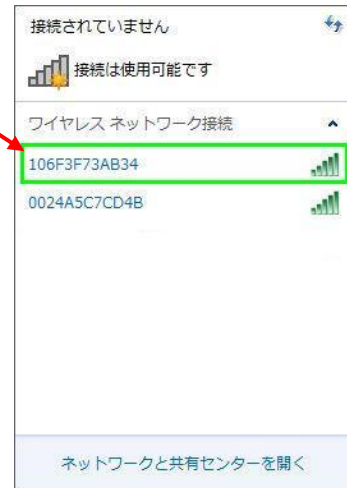 接続されていません
接続は使用可能です
ワイヤレス ネットワーク接続
106F3F73AB34
0024A5C7CD4B
ネットワークと共有センターを開く